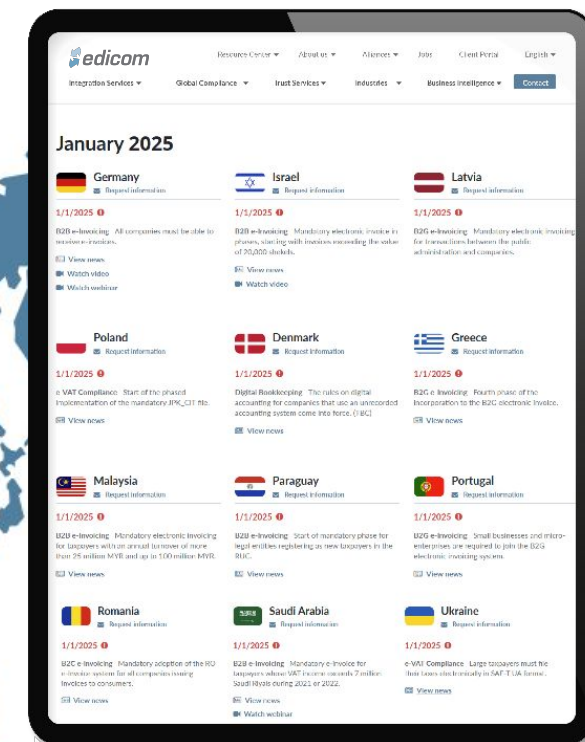 edicom
Resource Center About us Alliances Jobs Client Portal English
Integration Services Global Compliance Trust Services Industries Business Intelligence Contact
January 2025
Germany
Request information
1/1/2025
B2B e-Invoicing All companies must be able to
receive e-invoices.
View news
Watch video
Watch webinar
Israel
Request information
1/1/2025
B2B e-Invoicing Mandatory electronic invoice in
phases, starting with invoices exceeding the value
of 20,000 shekels.
View news
Watch video
Latvia
Request information
1/1/2025
B2G e-Invoicing Mandatory electronic invoicing
for transactions between the public
administration and companies.
Poland
Request information
1/1/2025
e-VAT Compliance Start of the phased
implementation of the mandatory JPK_CIT file.
View news
Denmark
Request information
1/1/2025
Digital Bookkeeping The rules on digital
accounting for companies that use an unrecorded
accounting system come into force. (TBC)
View news
Greece
Request information
1/1/2025
B2G e-Invoicing Fourth phase of the
incorporation to the B2G electronic invoice.
View news
Malaysia
Request information
1/1/2025
B2B e-Invoicing Mandatory electronic invoicing
for taxpayers with an annual turnover of more
than 25 million MYR and up to 100 million MYR.
View news
Paraguay
Request information
1/1/2025
B2B e-Invoicing Start of mandatory phase for
legal entities registering as new taxpayers in the
RUC.
View news
Portugal
Request information
1/1/2025
B2G e-Invoicing Small businesses and micro-
enterprises are required to join the B2G
electronic invoicing system.
View news
Romania
Request information
1/1/2025
B2C e-Invoicing Mandatory adoption of the RO
e-Invoice system for all companies issuing
invoices to consumers.
View news
Saudi Arabia
Request information
1/1/2025
B2B e-Invoicing Mandatory e-Invoice for
taxpayers whose VAT income exceeds 7 million
Saudi Riyals during 2021 or 2022.
View news
Watch webinar
Ukraine
Request information
1/1/2025
e-VAT Compliance Large taxpayers must file
their taxes electronically in SAF-T UA format.
View news